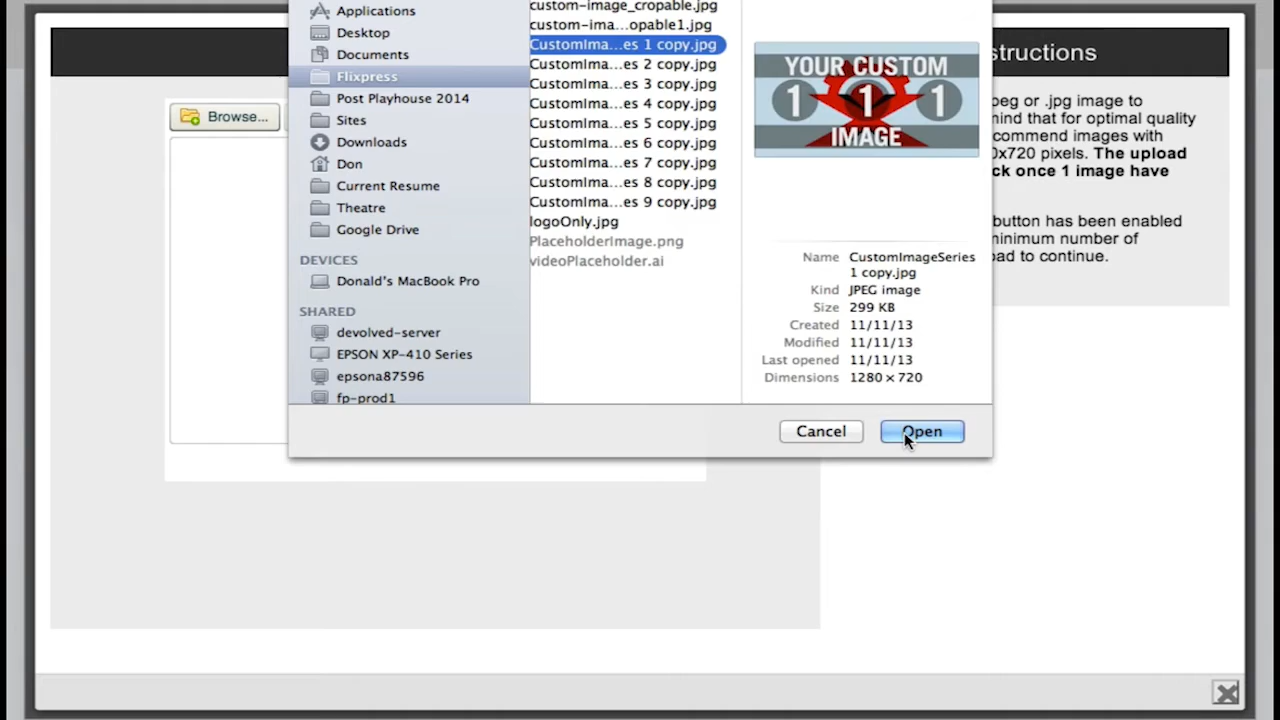 Browse...
Applications
Desktop
Documents
Flixpress
Post Playhouse 2014
Sites
Downloads
Don
Current Resume
Theatre
Google Drive
DEVICES
Donald's MacBook Pro
SHARED
devolved-server
EPSON XP-410 Series
epsona87596
fp-prod1
custom-image_cropable.jpg
custom-ima...opable1.jpg
CustomIma...es 1 copy.jpg
CustomIma...es 2 copy.jpg
CustomIma...es 3 copy.jpg
CustomIma...es 4 copy.jpg
CustomIma...es 5 copy.jpg
CustomIma...es 6 copy.jpg
CustomIma...es 7 copy.jpg
CustomIma...es 8 copy.jpg
CustomIma...es 9 copy.jpg
logoOnly.jpg
PlaceholderImage.png
videoPlaceholder.ai
YOUR CUSTOM
1 1 1
IMAGE
Name CustomImageSeries
1 copy.jpg
Kind JPEG image
Size 299 KB
Created 11/11/13
Modified 11/11/13
Last opened 11/11/13
Dimensions 1280 × 720
Cancel
Open
structions
peg or .jpg image to
mind that for optimal quality
commend images with
0x720 pixels. The upload
ck once 1 image have
button has been enabled
minimum number of
oad to continue.